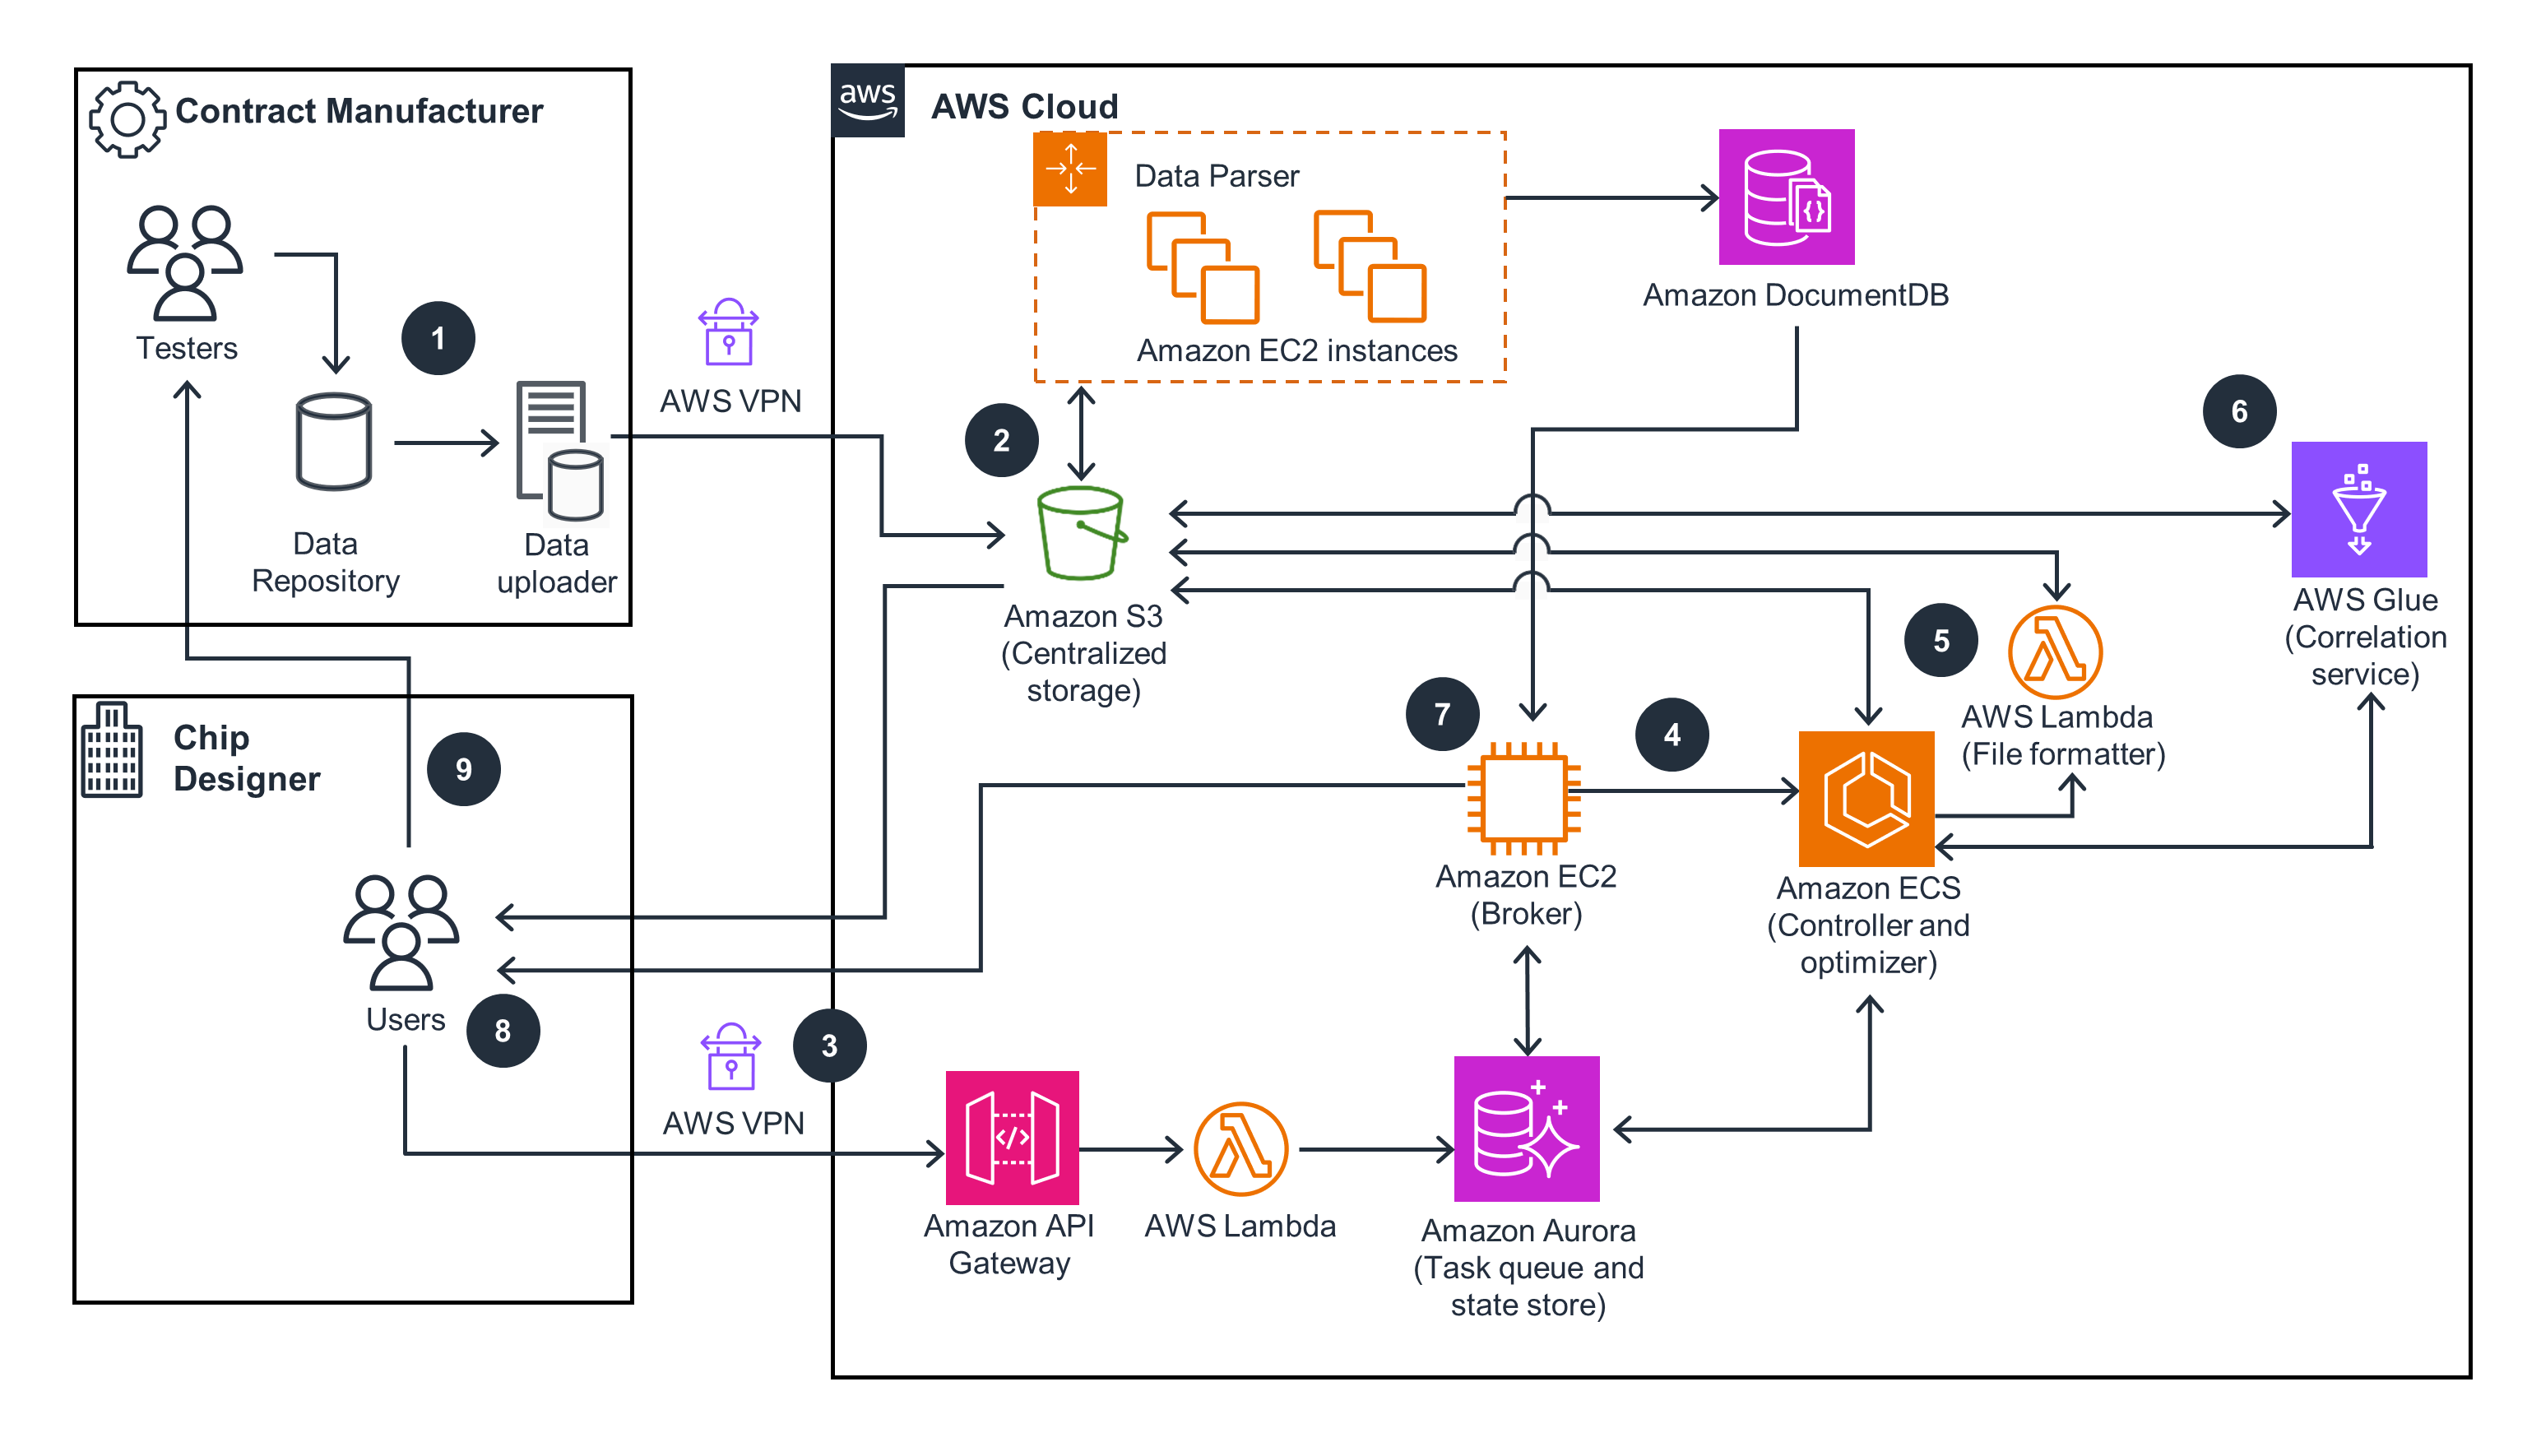 Contract Manufacturer
Testers
1
Data
Repository
Data
uploader
AWS VPN
aws
AWS Cloud
Data Parser
Amazon EC2 instances
Amazon DocumentDB
2
Amazon S3
(Centralized
storage)
6
AWS Glue
(Correlation
service)
5
AWS Lambda
(File formatter)
7
4
Amazon EC2
(Broker)
Amazon ECS
(Controller and
optimizer)
Chip
Designer
9
Users
8
AWS VPN
3
Amazon API
Gateway
AWS Lambda
Amazon Aurora
(Task queue and
state store)